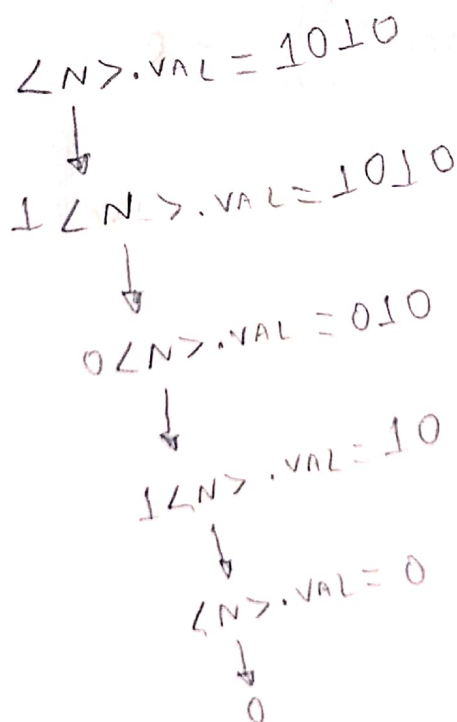 <N>.VAL = 1010
1<N>.VAL = 1010
0<N>.VAL = 010
1<N>.VAL = 10
<N>.VAL = 0
0